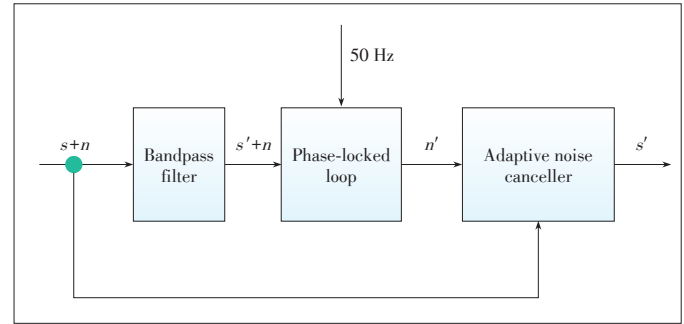 50 Hz
s+n
Bandpass
filter
s′+n
Phase-locked
loop
n′
Adaptive noise
canceller
s′